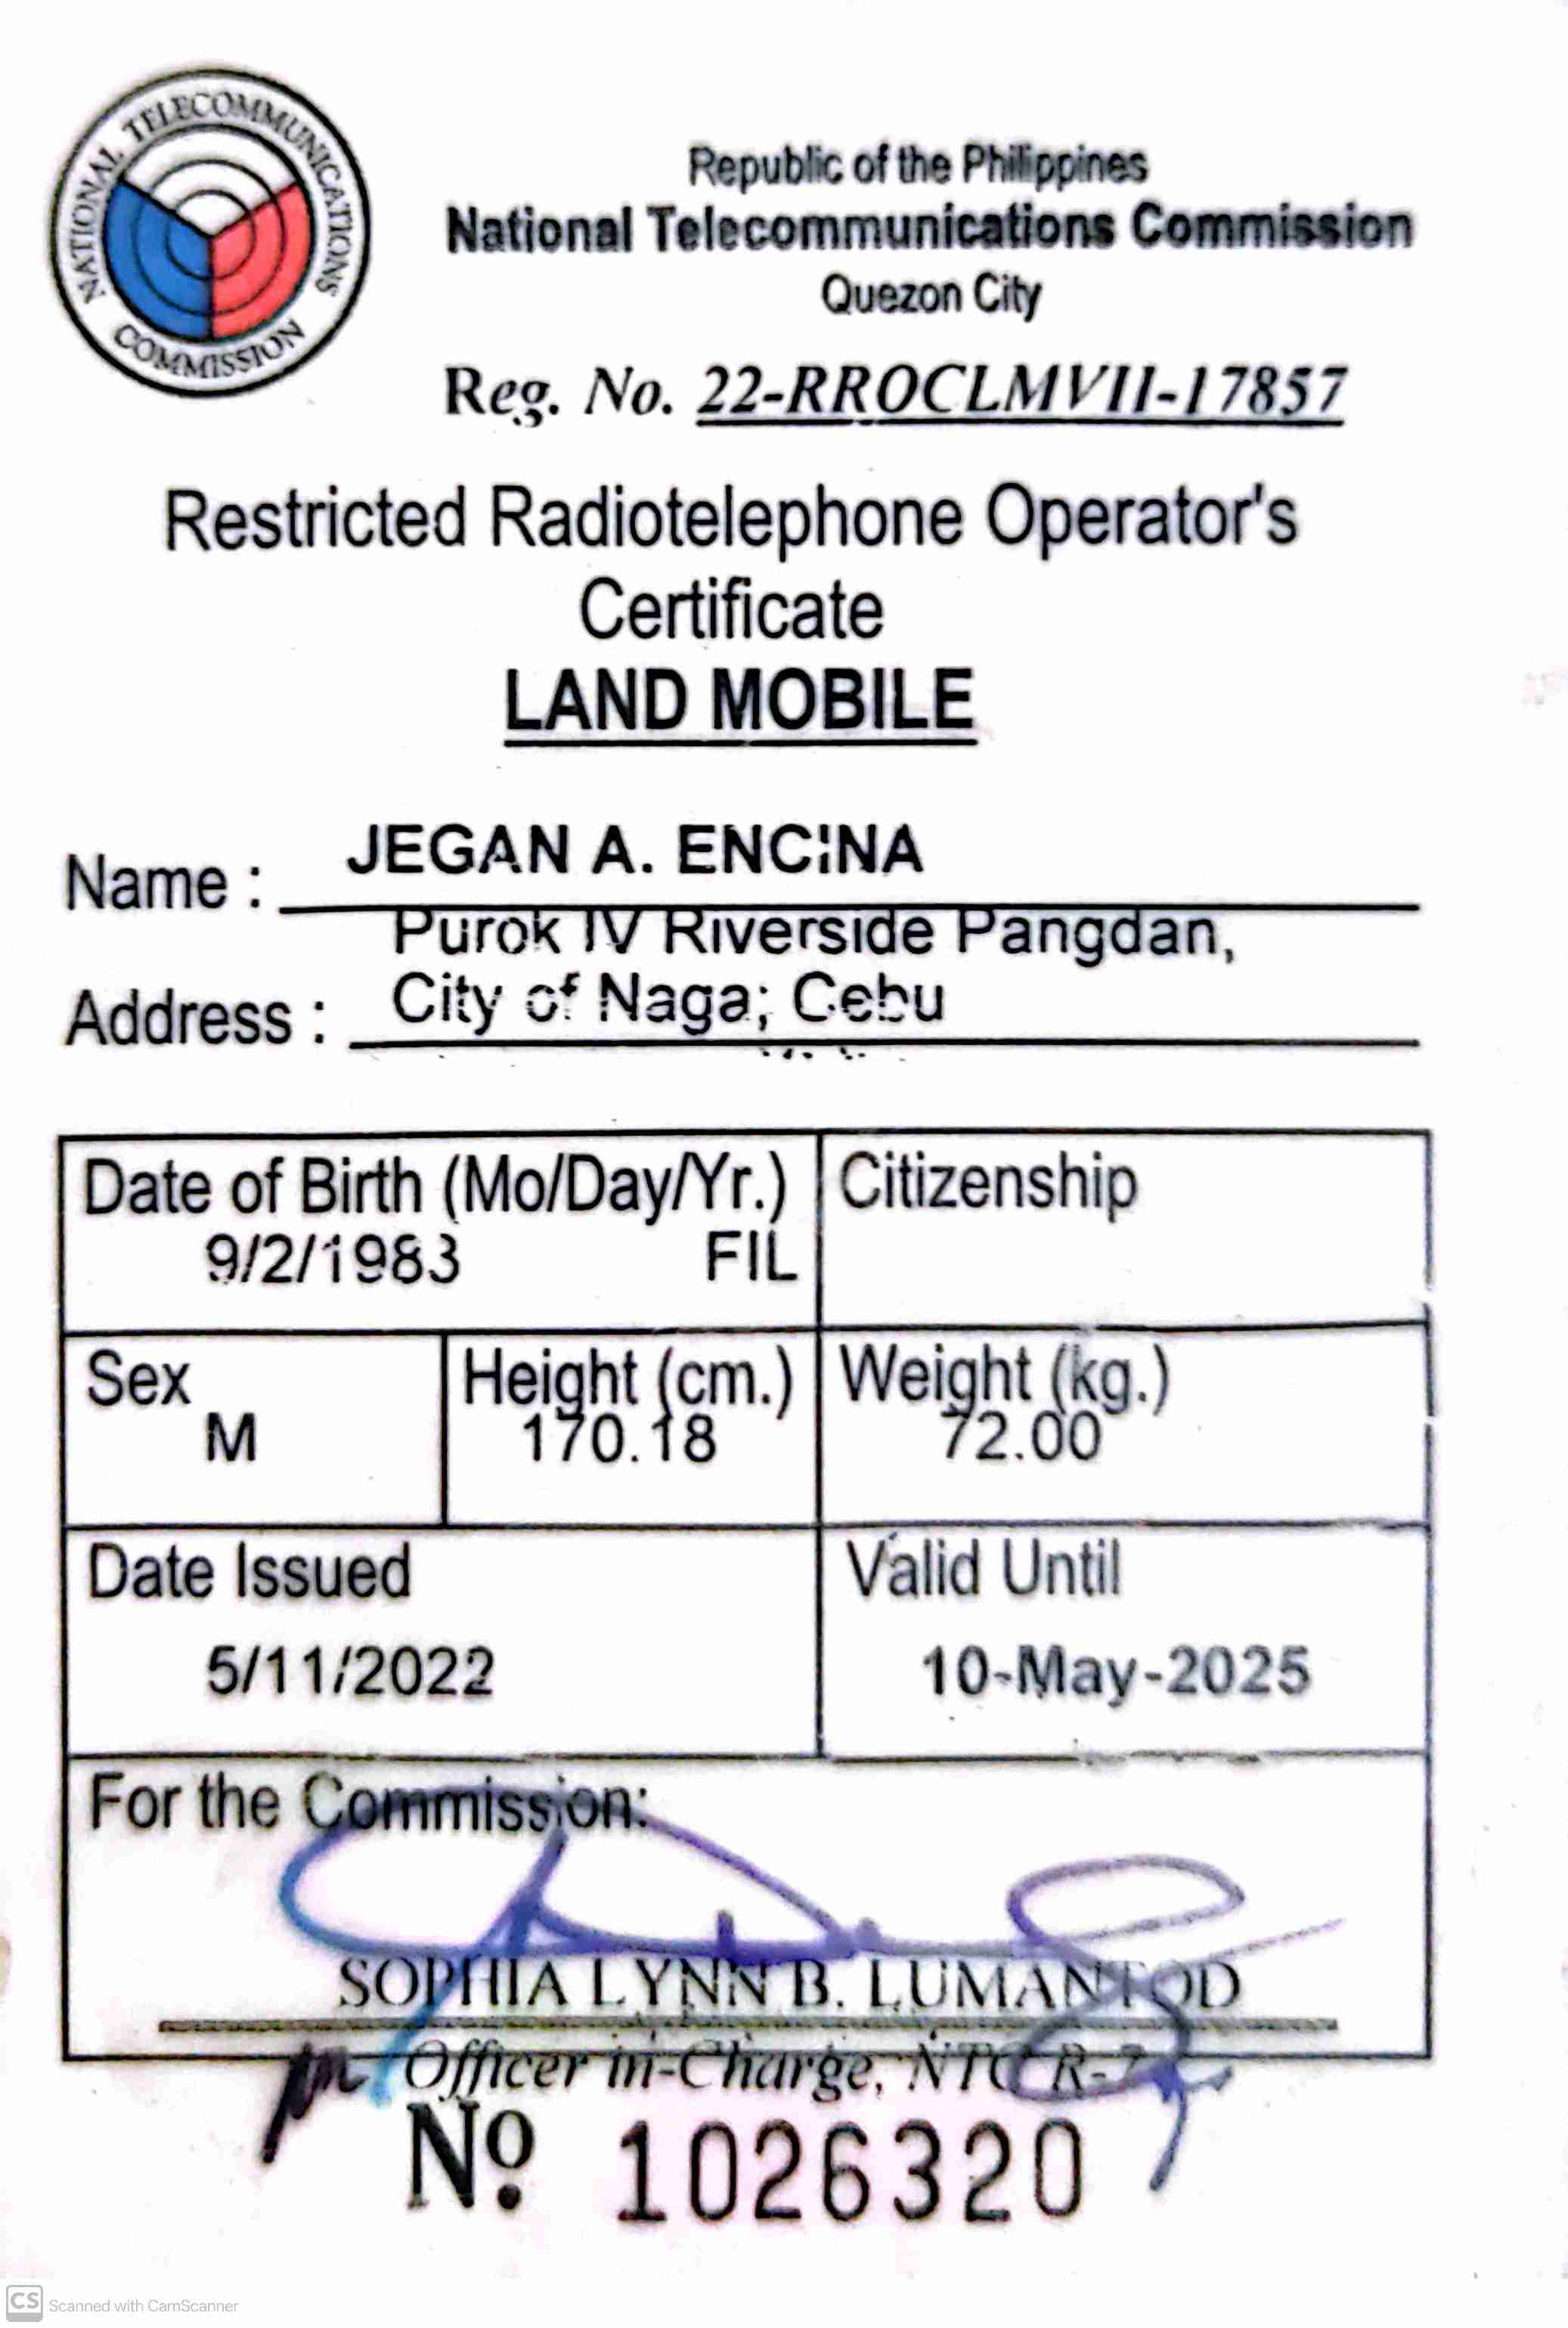 NATIONAL TELECOMMUNICATIONS COMMISSION
Republic of the Philippines
National Telecommunications Commission
Quezon City
Reg. No. 22-RROCLMVII-17857
Restricted Radiotelephone Operator's
Certificate
LAND MOBILE
Name : JEGAN A. ENCINA
Purok IV Riverside Pangdan,
Address : City of Naga; Cebu
Date of Birth (Mo/Day/Yr.) Citizenship
9/2/1983 FIL
Sex Height (cm.) Weight (kg.)
M 170.18 72.00
Date Issued Valid Until
5/11/2022 10-May-2025
For the Commission:
SOPHIA LYNN B. LUMANTOD
Officer in-Charge, NTC R-7
Nº 1026320
CS Scanned with CamScanner